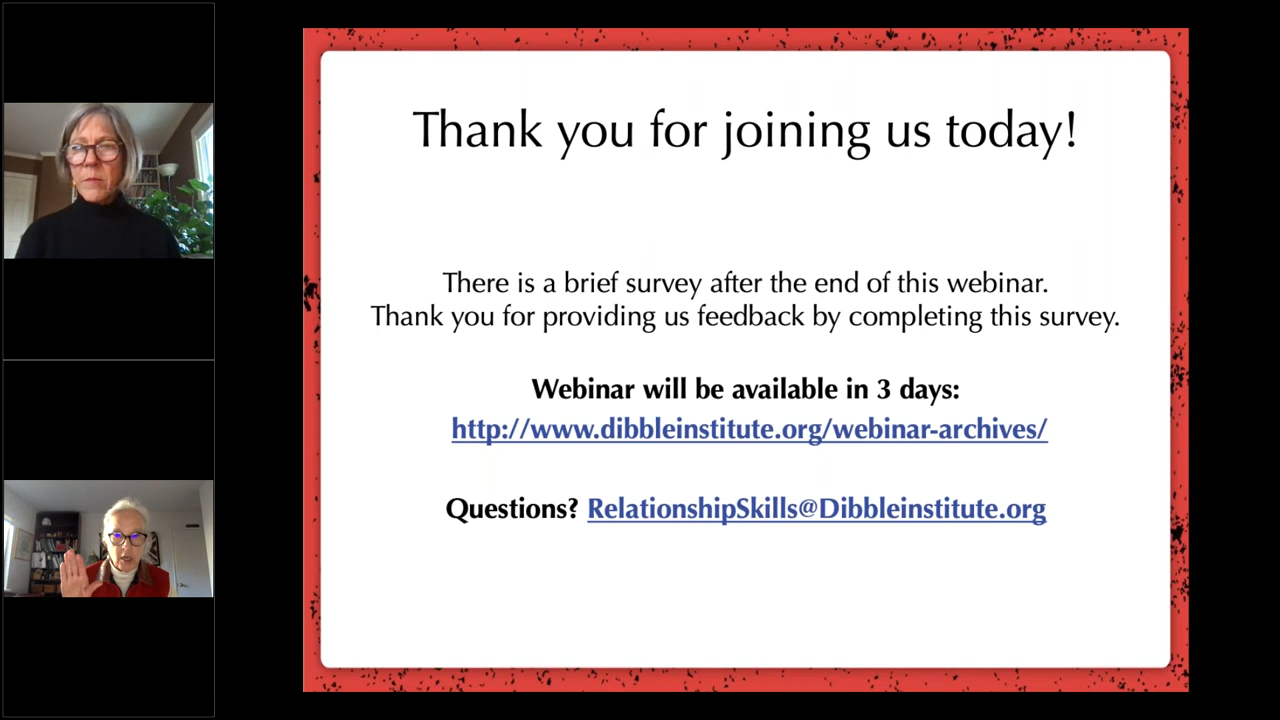 Thank you for joining us today!
There is a brief survey after the end of this webinar.
Thank you for providing us feedback by completing this survey.
Webinar will be available in 3 days:
http://www.dibbleinstitute.org/webinar-archives/
Questions? RelationshipSkills@Dibbleinstitute.org